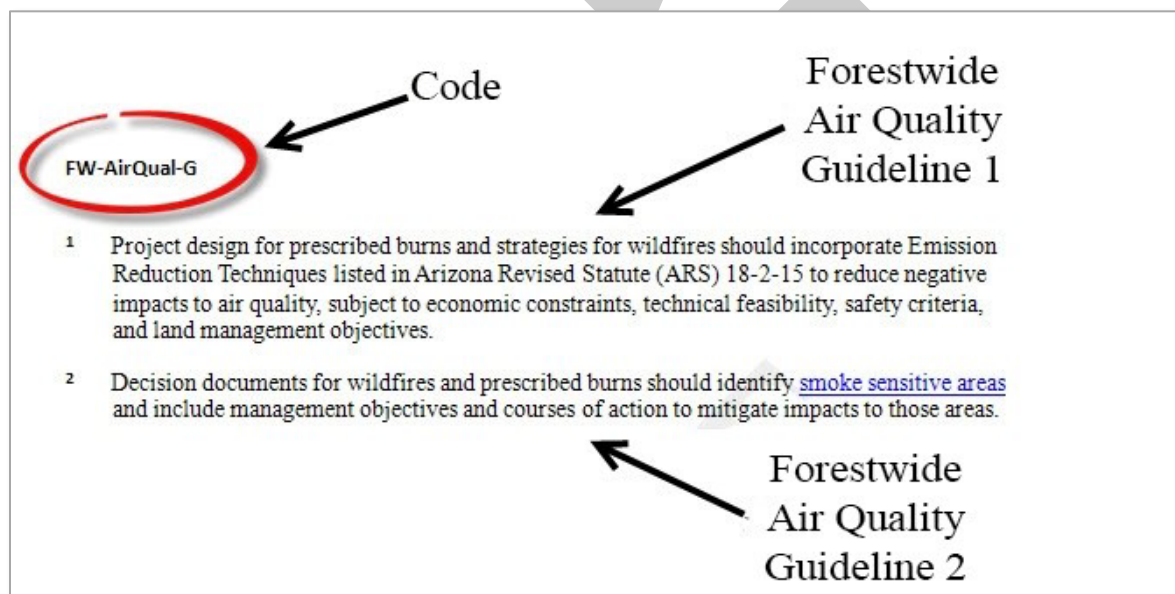 Code
Forestwide
Air Quality
Guideline 1
FW-AirQual-G
1 Project design for prescribed burns and strategies for wildfires should incorporate Emission
Reduction Techniques listed in Arizona Revised Statute (ARS) 18-2-15 to reduce negative
impacts to air quality, subject to economic constraints, technical feasibility, safety criteria,
and land management objectives.
2 Decision documents for wildfires and prescribed burns should identify smoke sensitive areas
and include management objectives and courses of action to mitigate impacts to those areas.
Forestwide
Air Quality
Guideline 2